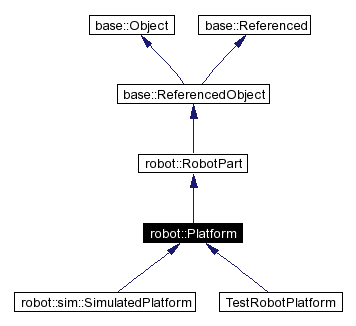 base::Object
base::Referenced
base::ReferencedObject
robot::RobotPart
robot::Platform
robot::sim::SimulatedPlatform
TestRobotPlatform